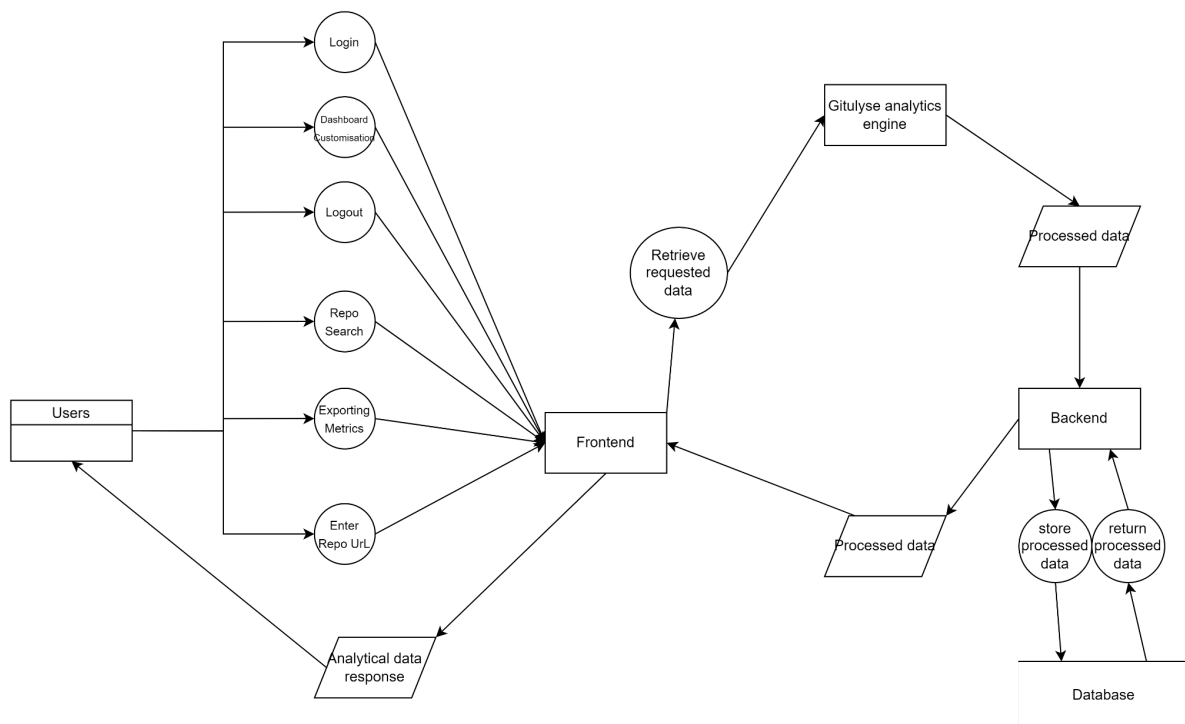 Login
Dashboard
Customisation
Logout
Repo
Search
Exporting
Metrics
Enter
Repo UrL
Users
Frontend
Analytical data
response
Retrieve
requested
data
Gitulyse analytics
engine
Processed data
Backend
Processed data
store
processed
data
return
processed
data
Database